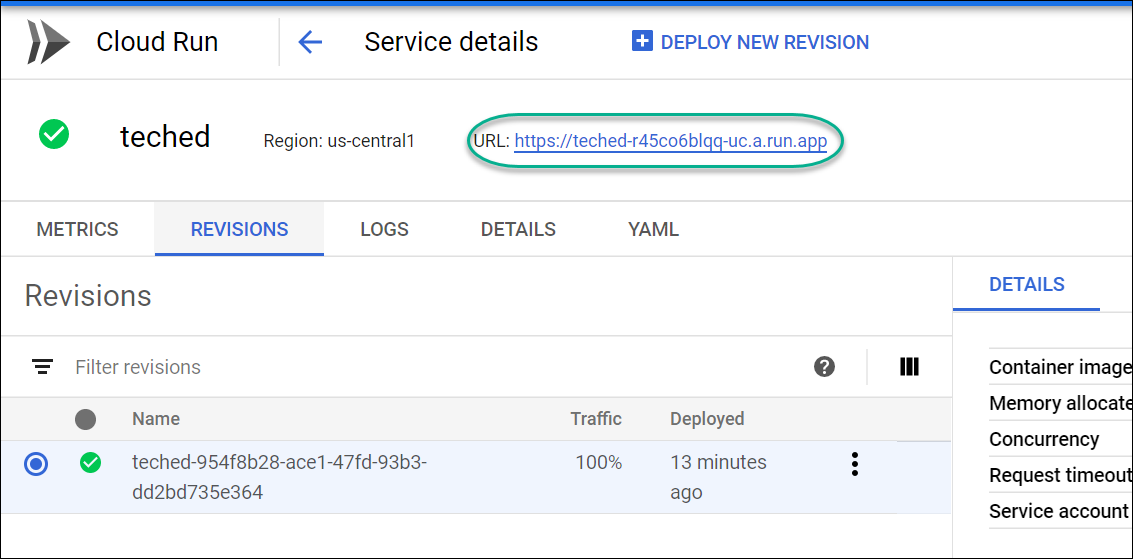 Cloud Run
Service details
DEPLOY NEW REVISION
teched
Region: us-central1
URL: https://teched-r45co6blqq-uc.a.run.app
METRICS
REVISIONS
LOGS
DETAILS
YAML
Revisions
Filter revisions
Name
Traffic
Deployed
teched-954f8b28-ace1-47fd-93b3-
dd2bd735e364
100%
13 minutes
ago
DETAILS
Container image
Memory allocate
Concurrency
Request timeout
Service account